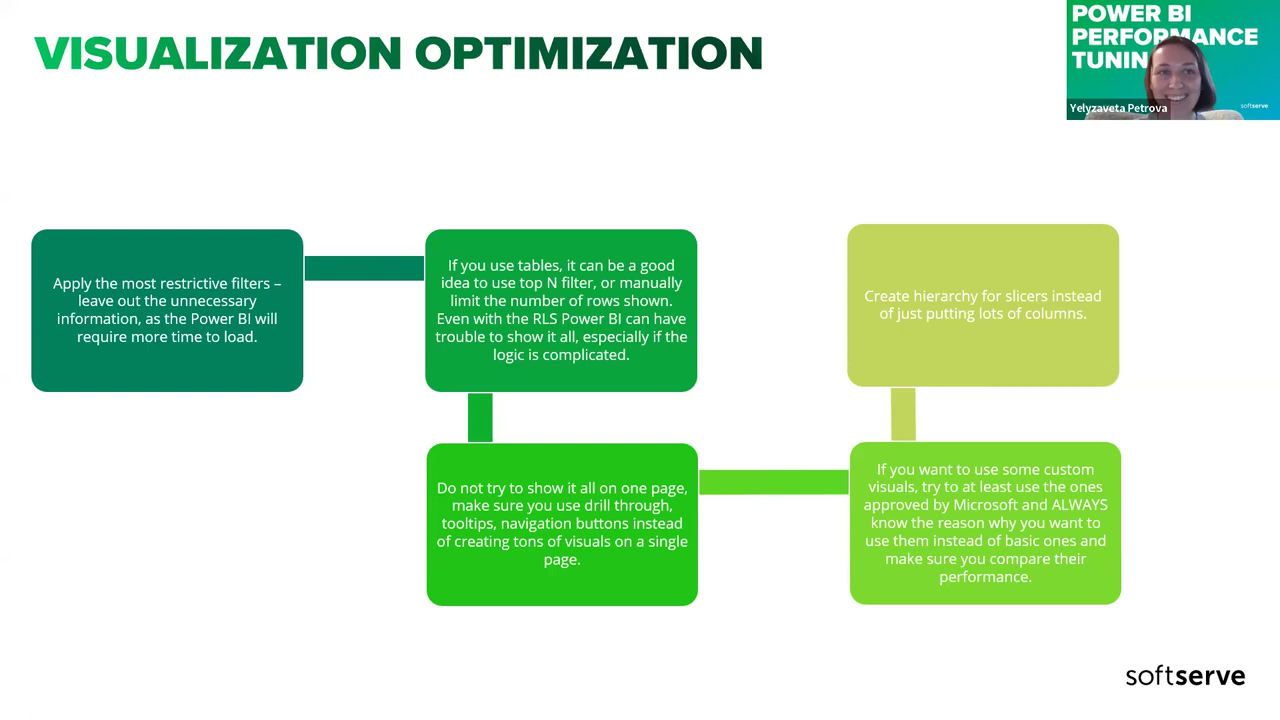 VISUALIZATION OPTIMIZATION
POWER BI
PERFORMANCE
TUNIN
Yelyzaveta Petrova
softserve
Apply the most restrictive filters –
leave out the unnecessary
information, as the Power BI will
require more time to load.
If you use tables, it can be a good
idea to use top N filter, or manually
limit the number of rows shown.
Even with the RLS Power BI can have
trouble to show it all, especially if the
logic is complicated.
Do not try to show it all on one page,
make sure you use drill through,
tooltips, navigation buttons instead
of creating tons of visuals on a single
page.
If you want to use some custom
visuals, try to at least use the ones
approved by Microsoft and ALWAYS
know the reason why you want to
use them instead of basic ones and
make sure you compare their
performance.
Create hierarchy for slicers instead
of just putting lots of columns.
softserve